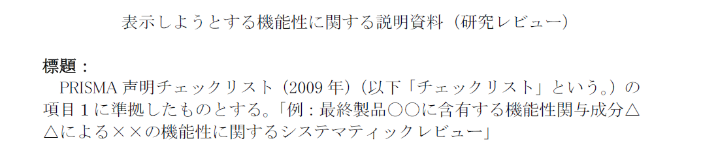 表示しようとする機能性に関する説明資料（研究レビュー）
標題：
PRISMA 声明チェックリスト（2009 年）（以下「チェックリスト」という。）の
項目１に準拠したものとする。「例：最終製品〇〇に含有する機能性関与成分△
△による××の機能性に関するシステマティックレビュー」